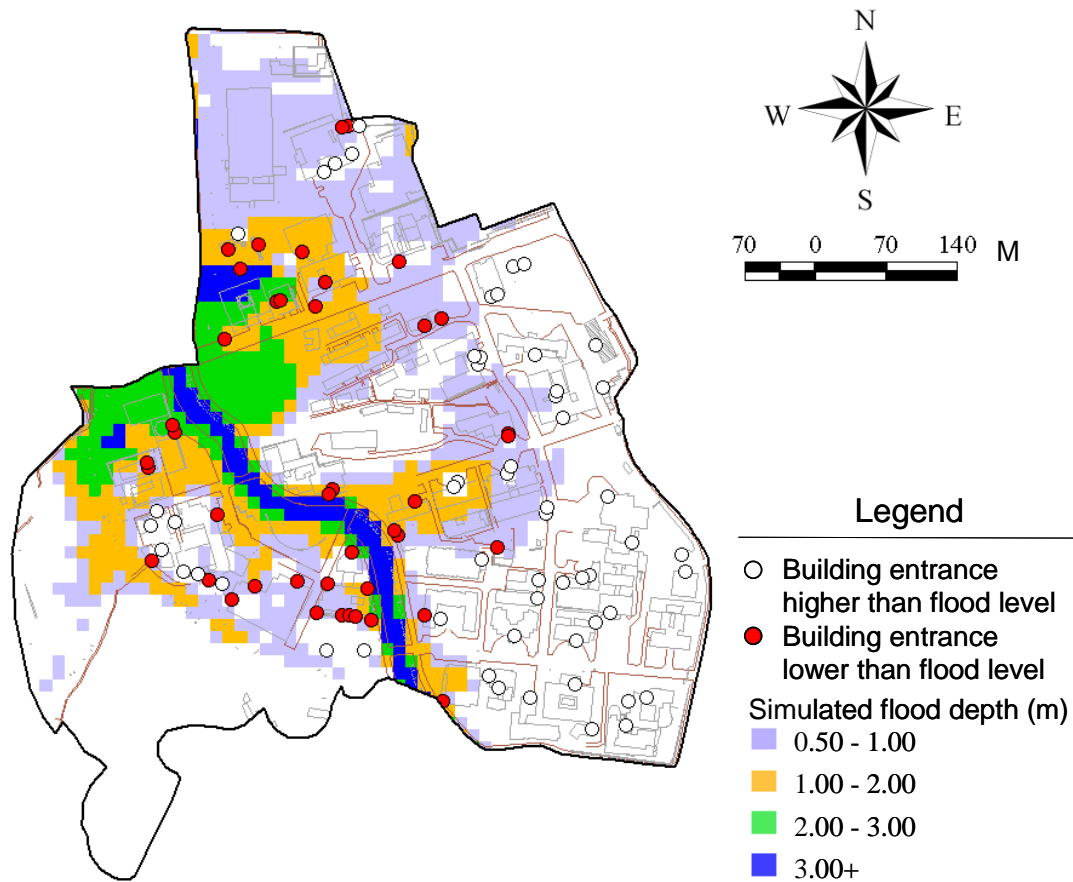 N
W E
S
70 0 70 140 M
Legend
Building entrance
higher than flood level
Building entrance
lower than flood level
Simulated flood depth (m)
0.50 - 1.00
1.00 - 2.00
2.00 - 3.00
3.00+